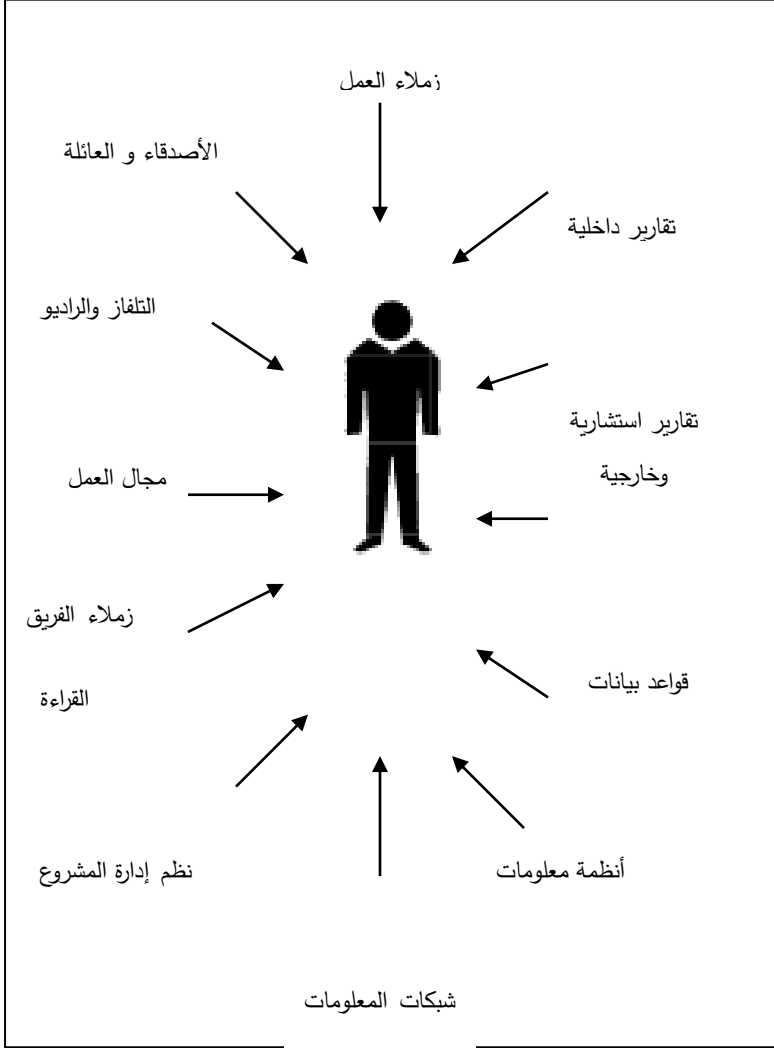 زملاء العمل
الأصدقاء و العائلة
تقارير داخلية
التلفاز والراديو
تقارير استشارية
وخارجية
مجال العمل
زملاء الفريق
قواعد بيانات
القراءة
نظم إدارة المشروع
أنظمة معلومات
شبكات المعلومات